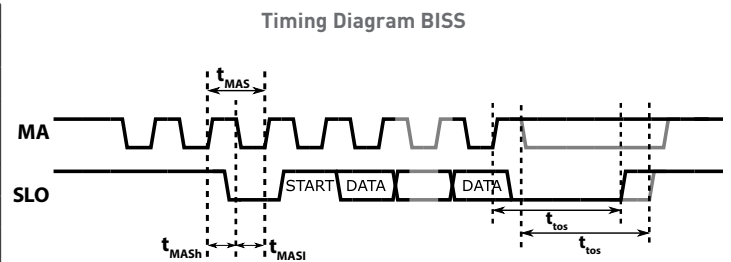 Timing Diagram BISS
tMAS
MA
SLO
START DATA DATA
tMASh tMASl
ttos
ttos